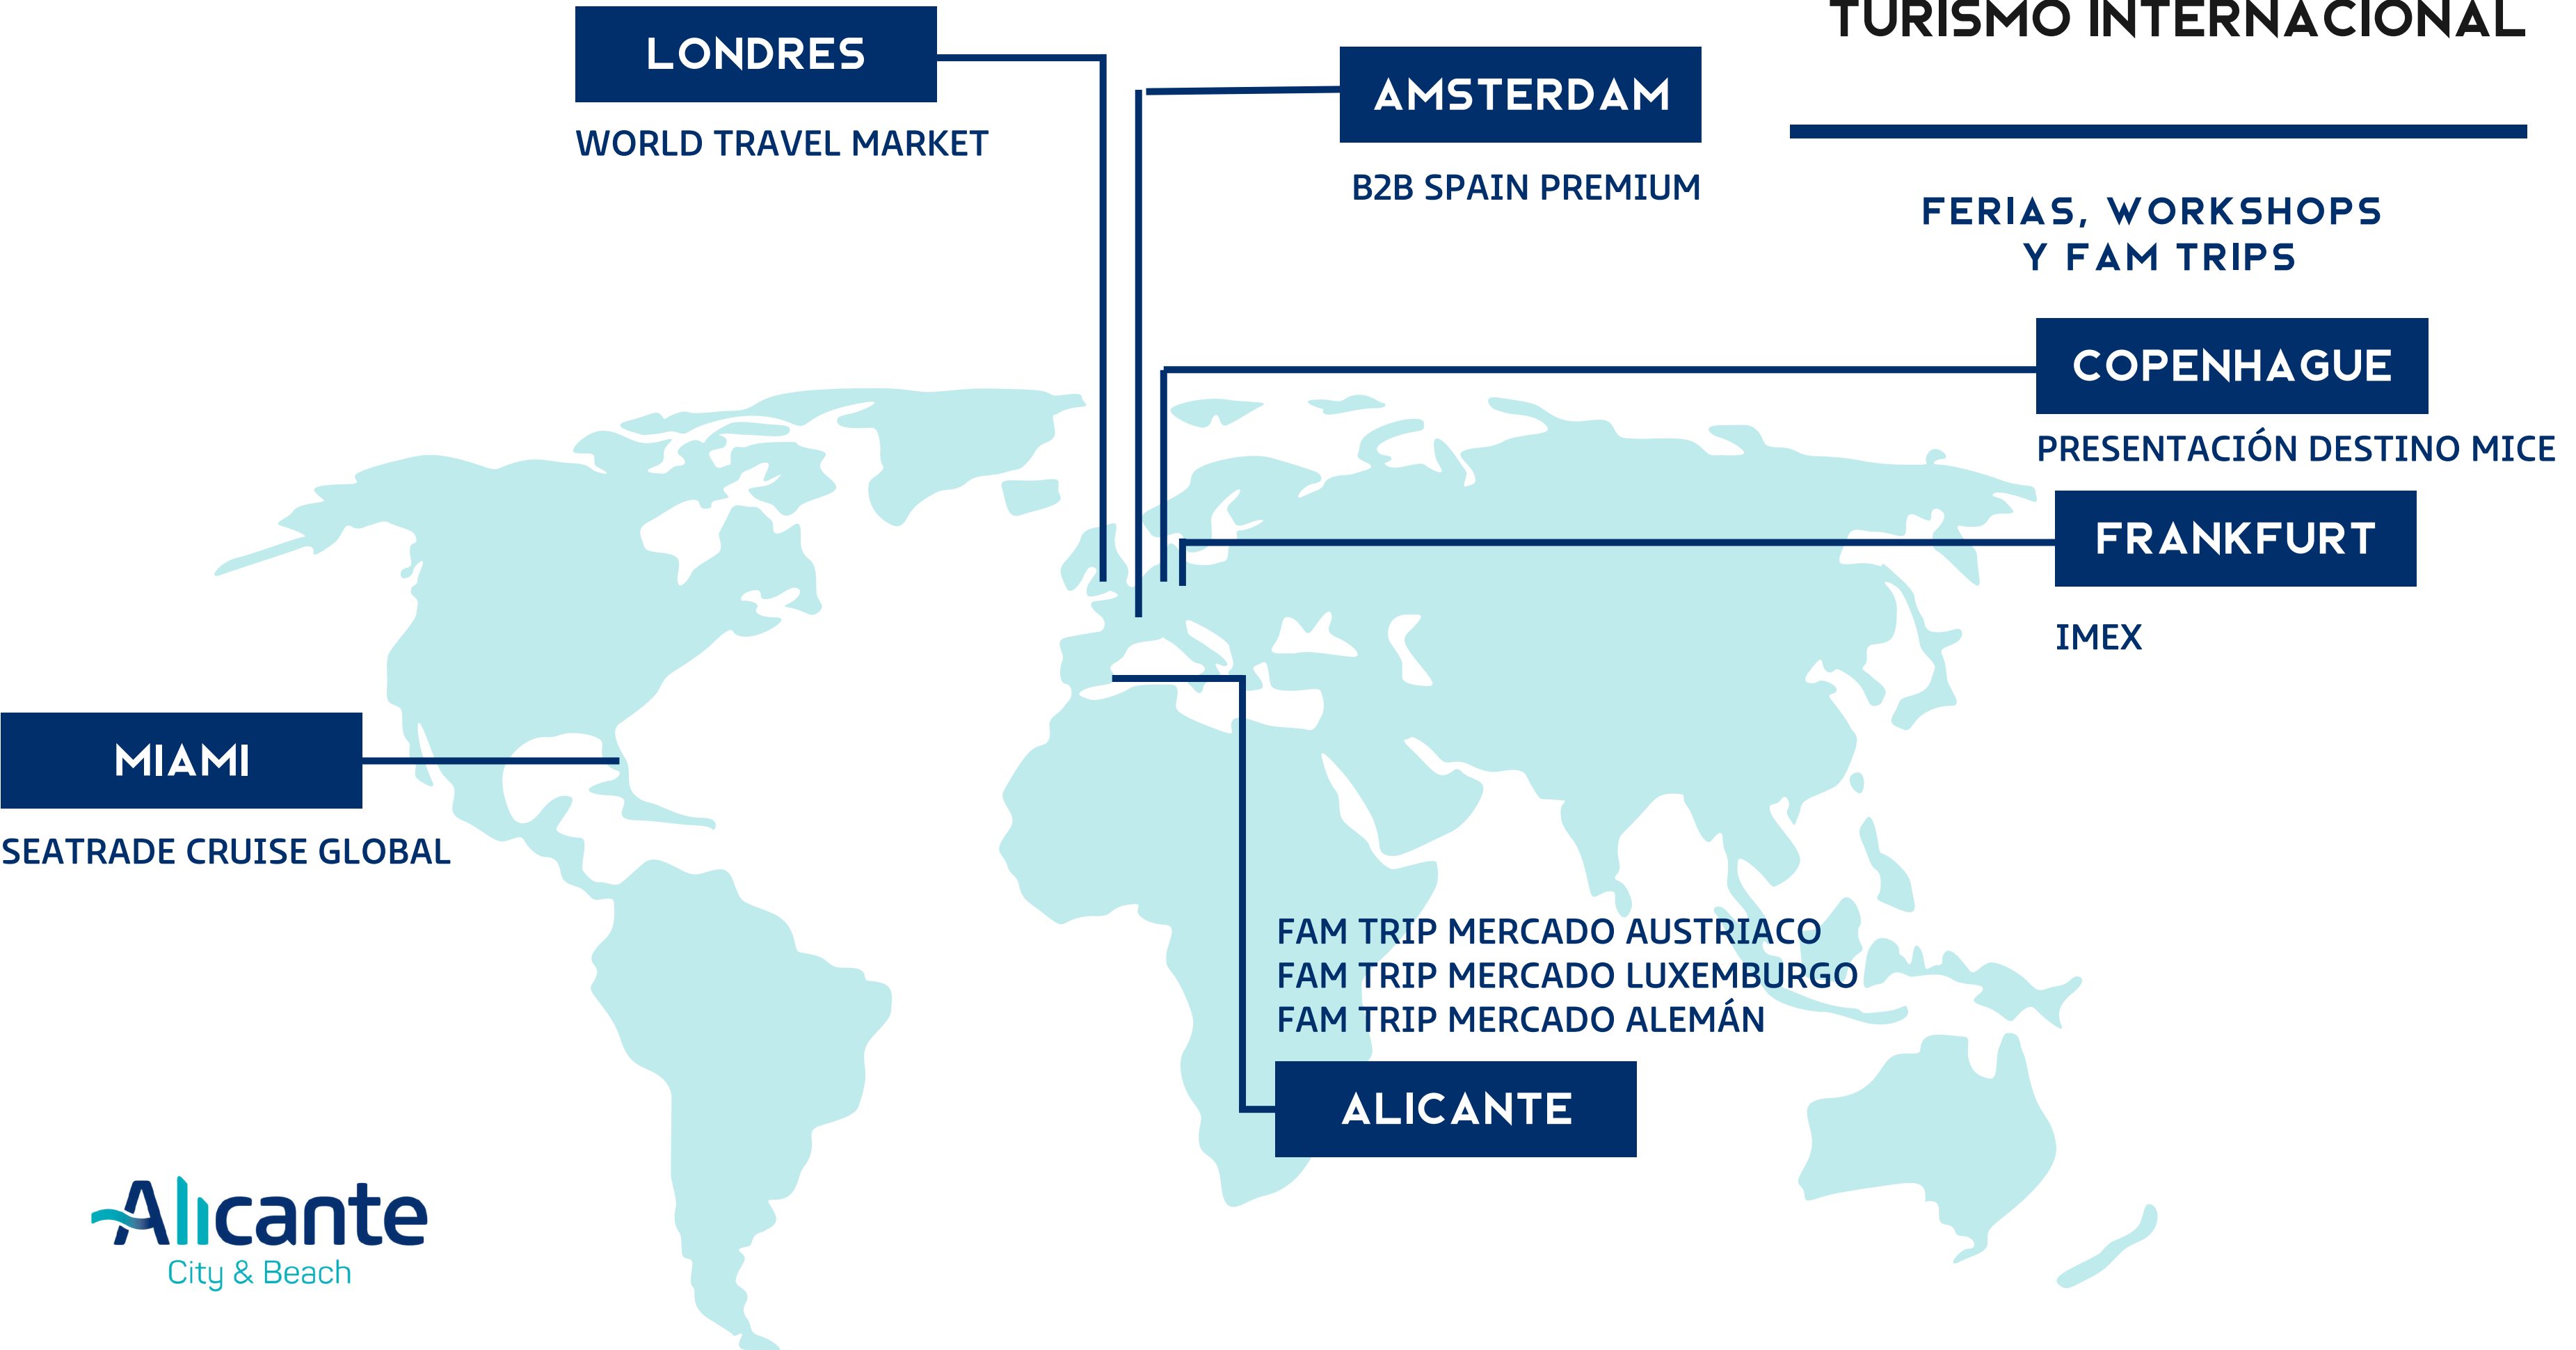 TURISMO INTERNACIONAL
FERIAS, WORKSHOPS
Y FAM TRIPS
LONDRES
WORLD TRAVEL MARKET
AMSTERDAM
B2B SPAIN PREMIUM
COPENHAGUE
PRESENTACIÓN DESTINO MICE
FRANKFURT
IMEX
MIAMI
SEATRADE CRUISE GLOBAL
FAM TRIP MERCADO AUSTRIACO
FAM TRIP MERCADO LUXEMBURGO
FAM TRIP MERCADO ALEMÁN
ALICANTE
Alicante
City & Beach